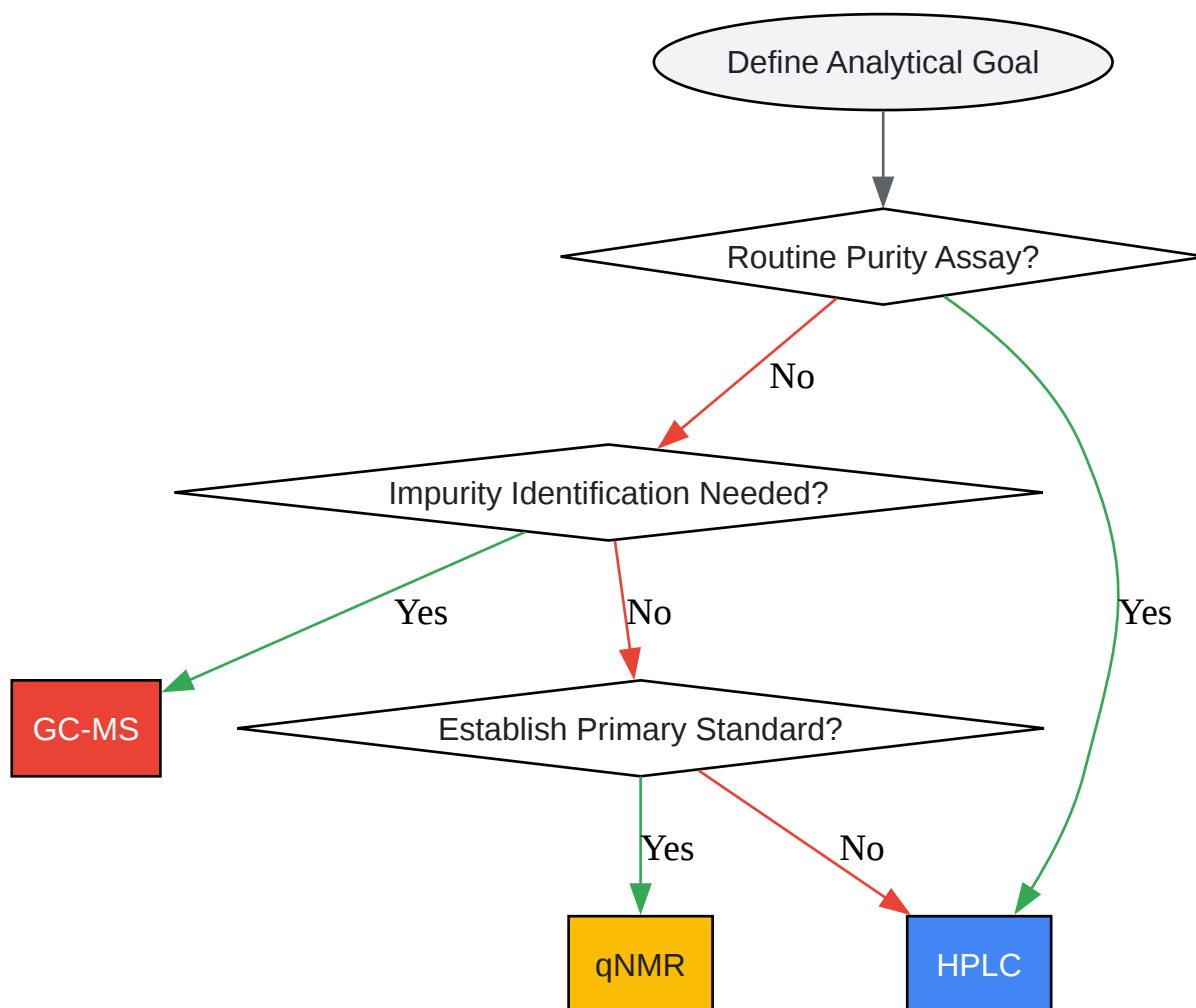 Define Analytical Goal
Routine Purity Assay?
No
Impurity Identification Needed?
Yes
No
Yes
GC-MS
Establish Primary Standard?
Yes
No
qNMR
HPLC